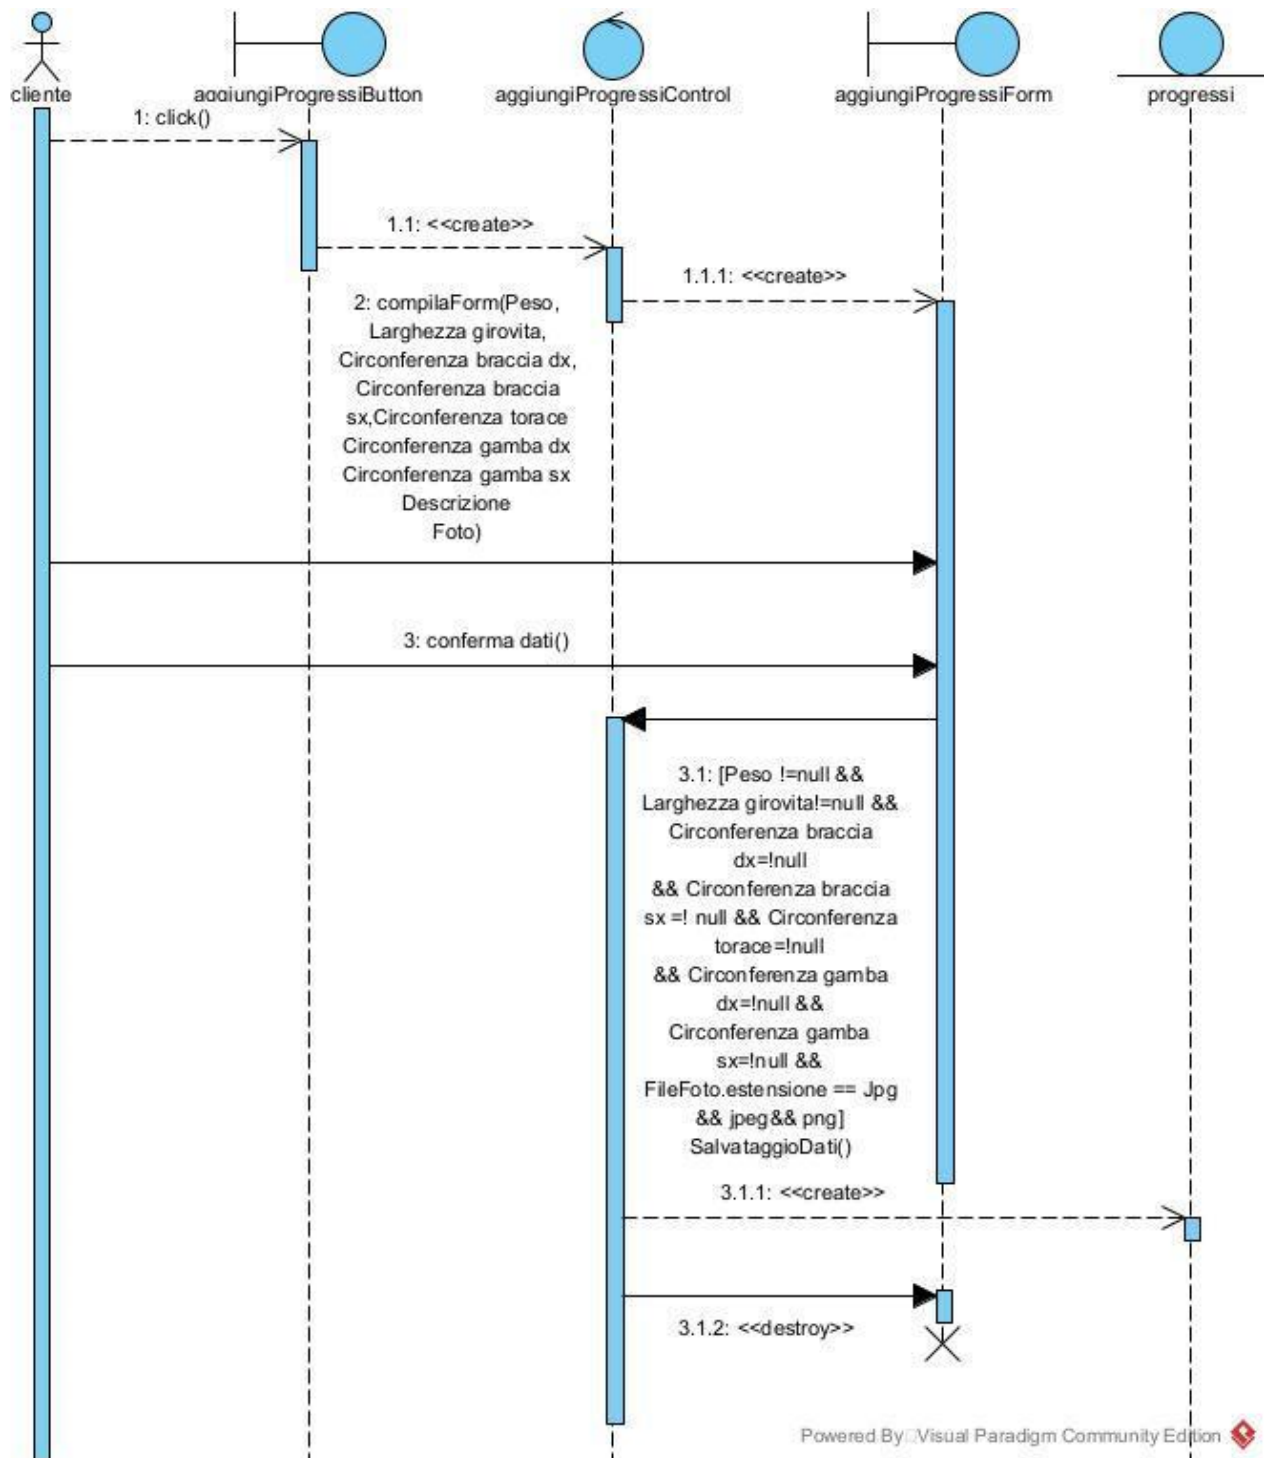 cliente
aggiungiProgressiButton
aggiungiProgressiControl
aggiungiProgressiForm
progressi
1: click()
1.1: <<create>>
1.1.1: <<create>>
2: compilaForm(Peso,
Larghezza girovita,
Circonferenza braccia dx,
Circonferenza braccia
sx,Circonferenza torace
Circonferenza gamba dx
Circonferenza gamba sx
Descrizione
Foto)
3: conferma dati()
3.1: [Peso !=null &&
Larghezza girovita!=null &&
Circonferenza braccia
dx=!null
&& Circonferenza braccia
sx =! null && Circonferenza
torace=!null
&& Circonferenza gamba
dx=!null &&
Circonferenza gamba
sx=!null &&
FileFoto.estensione == Jpg
&& jpeg&& png]
SalvataggioDati()
3.1.1: <<create>>
3.1.2: <<destroy>>
Powered By Visual Paradigm Community Edition